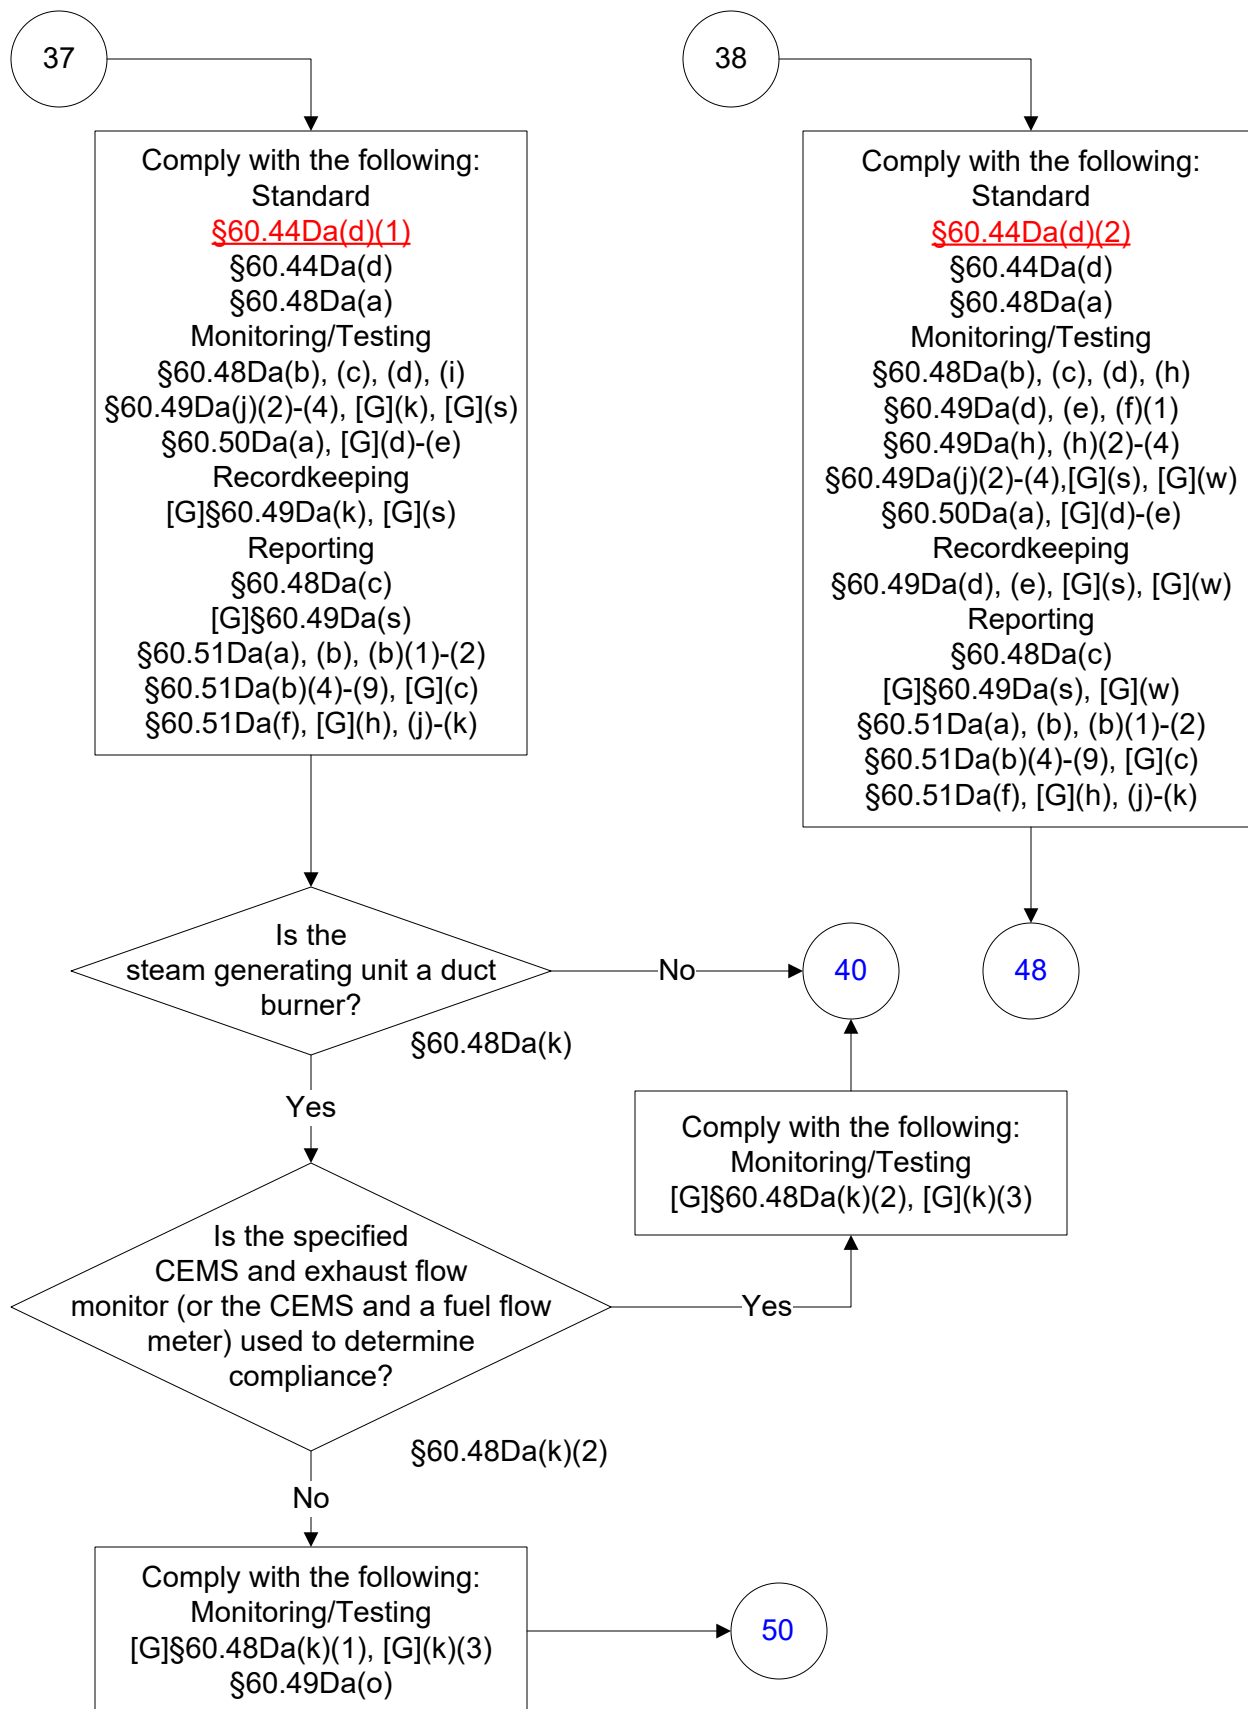 37
Comply with the following:
Standard
§60.44Da(d)(1)
§60.44Da(d)
§60.48Da(a)
Monitoring/Testing
§60.48Da(b), (c), (d), (i)
§60.49Da(j)(2)-(4), [G](k), [G](s)
§60.50Da(a), [G](d)-(e)
Recordkeeping
[G]§60.49Da(k), [G](s)
Reporting
§60.48Da(c)
[G]§60.49Da(s)
§60.51Da(a), (b), (b)(1)-(2)
§60.51Da(b)(4)-(9), [G](c)
§60.51Da(f), [G](h), (j)-(k)
38
Comply with the following:
Standard
§60.44Da(d)(2)
§60.44Da(d)
§60.48Da(a)
Monitoring/Testing
§60.48Da(b), (c), (d), (h)
§60.49Da(d), (e), (f)(1)
§60.49Da(h), (h)(2)-(4)
§60.49Da(j)(2)-(4),[G](s), [G](w)
§60.50Da(a), [G](d)-(e)
Recordkeeping
§60.49Da(d), (e), [G](s), [G](w)
Reporting
§60.48Da(c)
[G]§60.49Da(s), [G](w)
§60.51Da(a), (b), (b)(1)-(2)
§60.51Da(b)(4)-(9), [G](c)
§60.51Da(f), [G](h), (j)-(k)
Is the
steam generating unit a duct
burner?
§60.48Da(k)
No
40
48
Yes
Comply with the following:
Monitoring/Testing
[G]§60.48Da(k)(2), [G](k)(3)
Is the specified
CEMS and exhaust flow
monitor (or the CEMS and a fuel flow
meter) used to determine
compliance?
§60.48Da(k)(2)
Yes
No
Comply with the following:
Monitoring/Testing
[G]§60.48Da(k)(1), [G](k)(3)
§60.49Da(o)
50